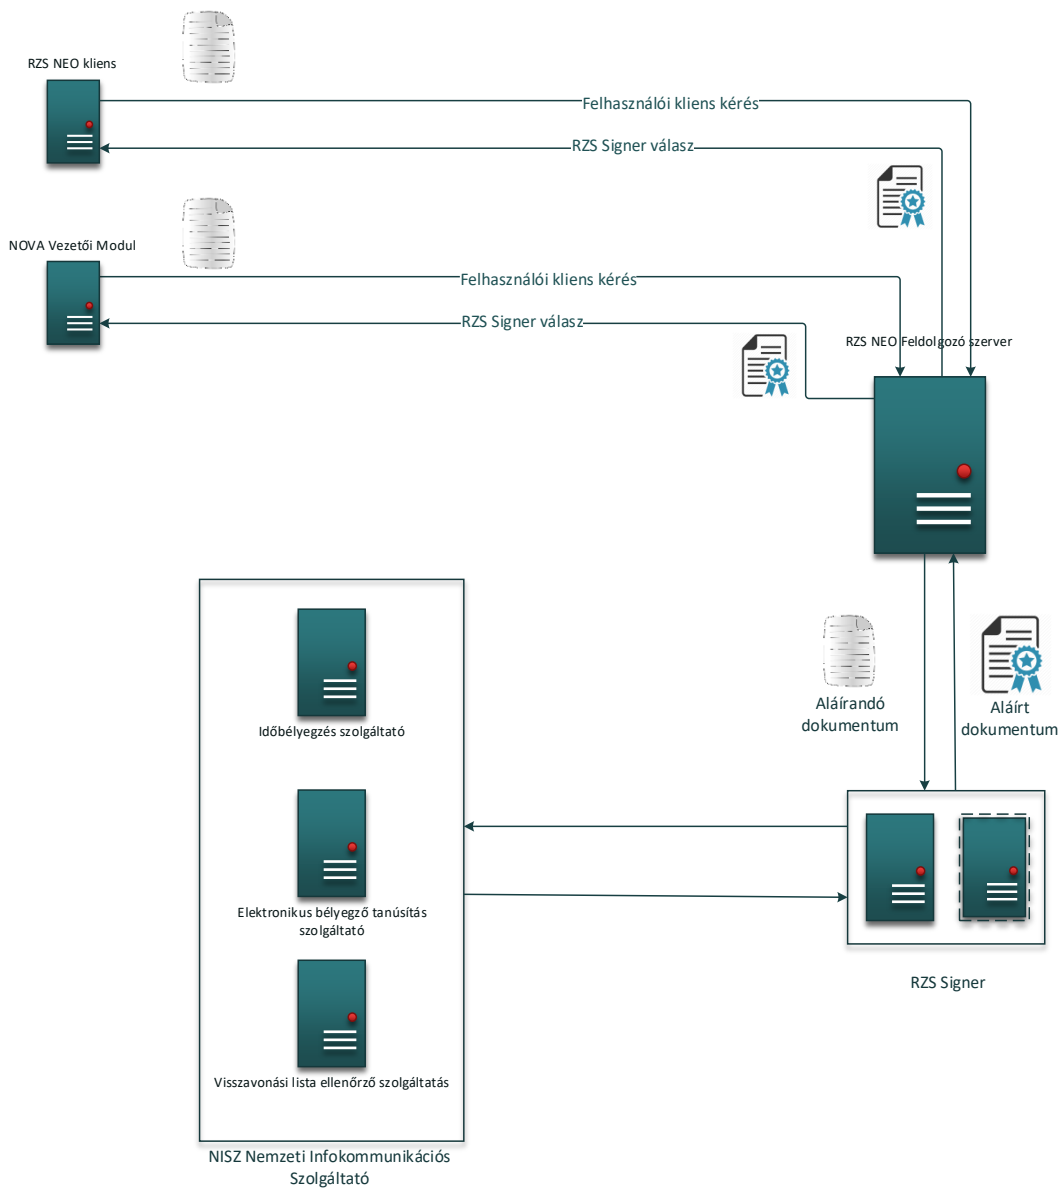 RZS NEO kliens
Felhasználói kliens kérés
RZS Signer válasz
NOVA Vezetői Modul
Felhasználói kliens kérés
RZS Signer válasz
RZS NEO Feldolgozó szerver
Aláírandó
dokumentum
Aláírt
dokumentum
Időbélyegzés szolgáltató
Elektronikus bélyegző tanúsítás
szolgáltató
RZS Signer
Visszavonási lista ellenőrző szolgáltatás
NISZ Nemzeti Infokommunikációs
Szolgáltató